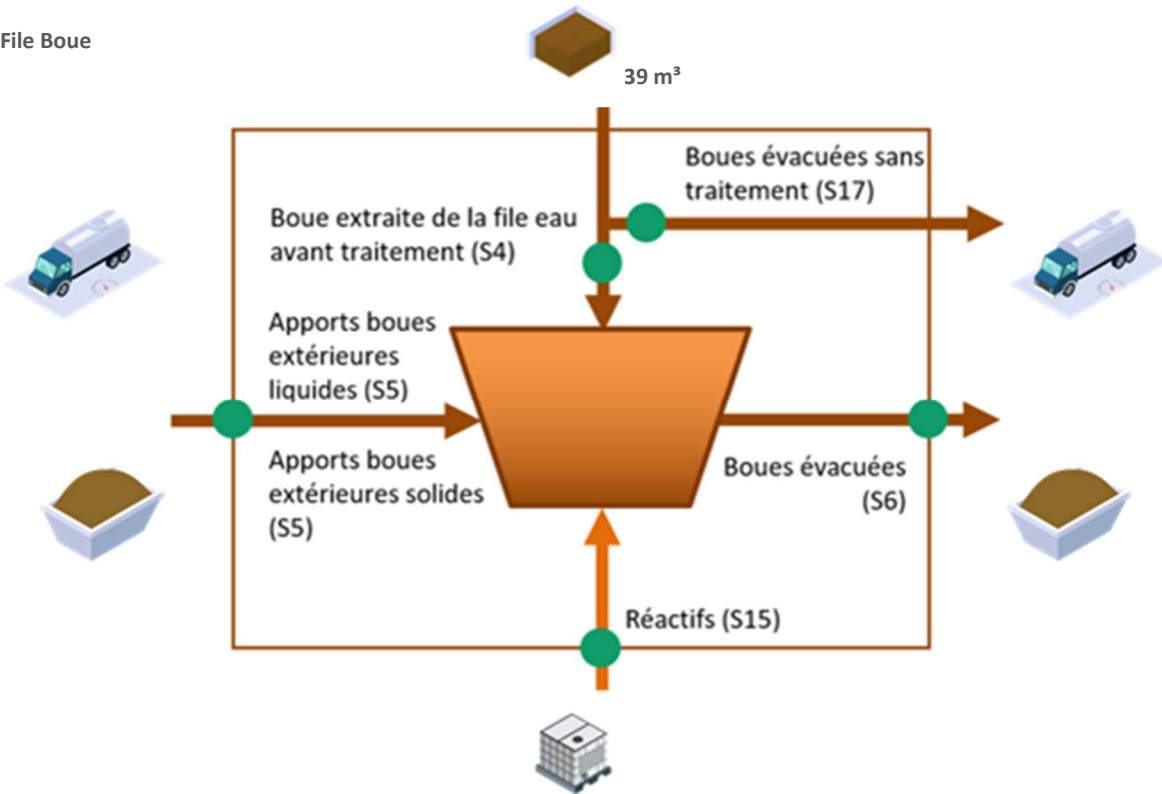 File Boue
39 m³
Boues évacuées sans
traitement (S17)
Boue extraite de la file eau
avant traitement (S4)
Apports boues
extérieures
liquides (S5)
Apports boues
extérieures solides
(S5)
Boues évacuées
(S6)
Réactifs (S15)